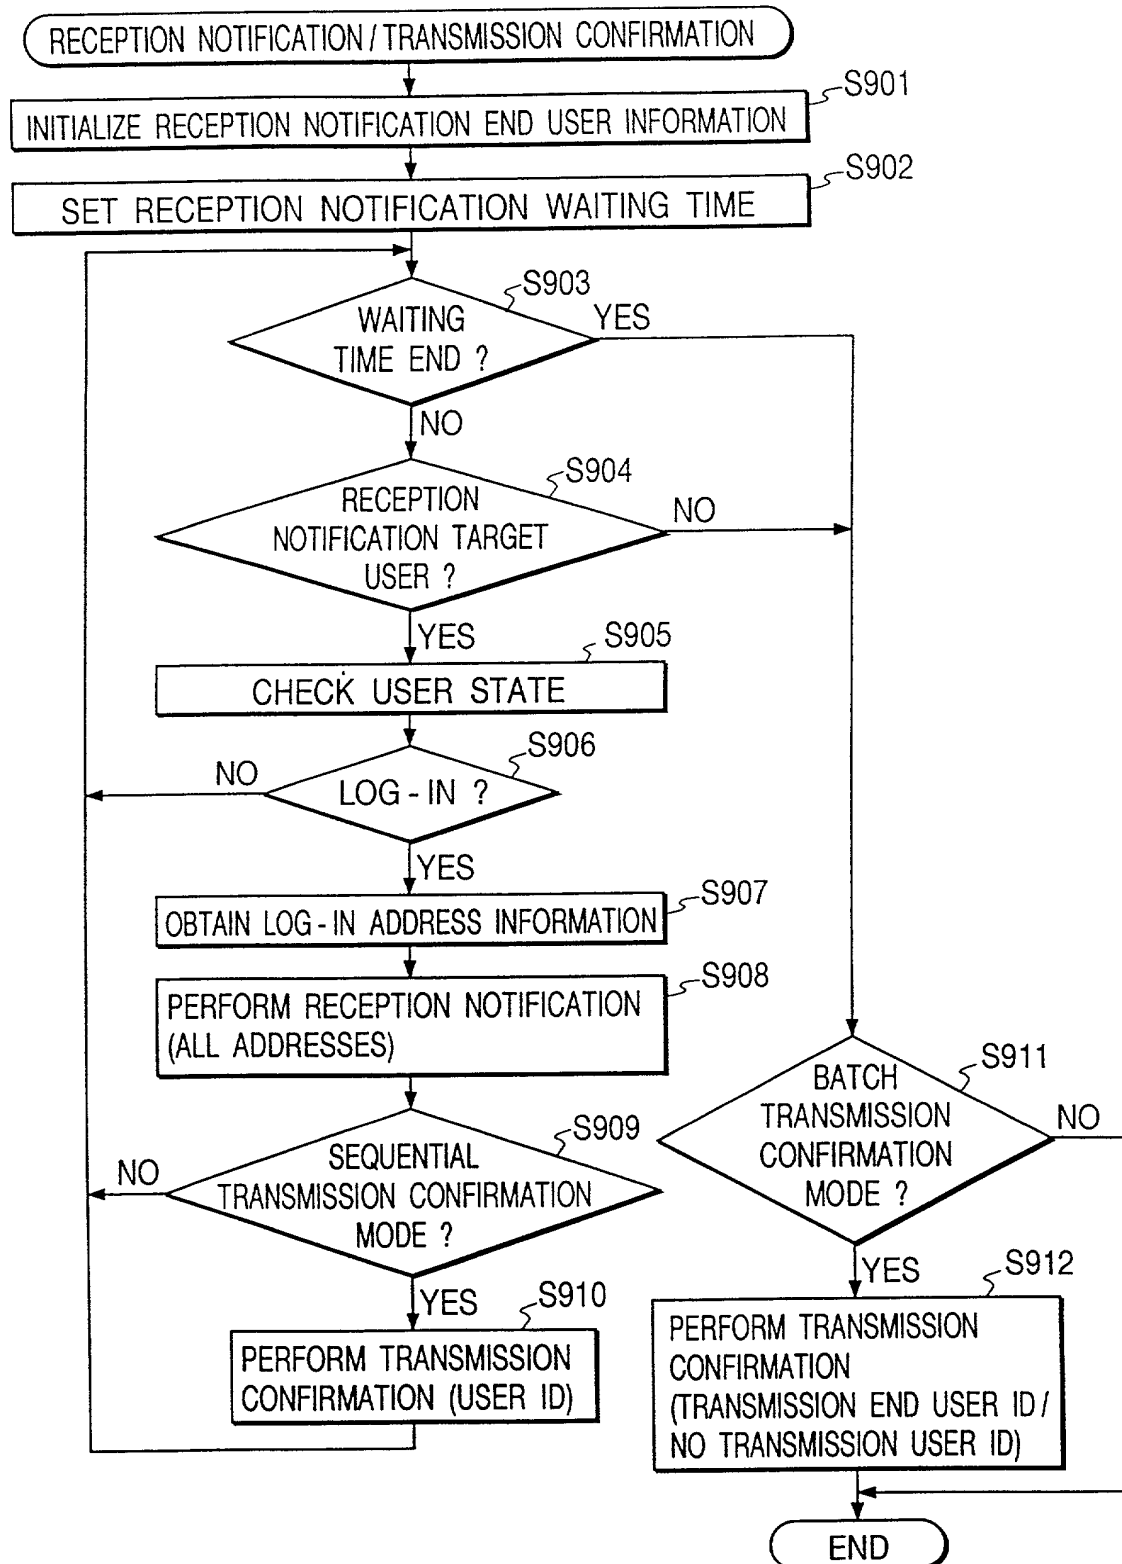 RECEPTION NOTIFICATION / TRANSMISSION CONFIRMATION
S901
INITIALIZE RECEPTION NOTIFICATION END USER INFORMATION
S902
SET RECEPTION NOTIFICATION WAITING TIME
S903
WAITING
TIME END ?
YES
NO
S904
RECEPTION
NOTIFICATION TARGET
USER ?
NO
YES
S905
CHECK USER STATE
S906
LOG-IN ?
NO
YES
S907
OBTAIN LOG-IN ADDRESS INFORMATION
S908
PERFORM RECEPTION NOTIFICATION
(ALL ADDRESSES)
S909
SEQUENTIAL
TRANSMISSION CONFIRMATION
MODE ?
NO
YES
S910
PERFORM TRANSMISSION
CONFIRMATION (USER ID)
S911
BATCH
TRANSMISSION
CONFIRMATION
MODE ?
NO
YES
S912
PERFORM TRANSMISSION
CONFIRMATION
(TRANSMISSION END USER ID /
NO TRANSMISSION USER ID)
END